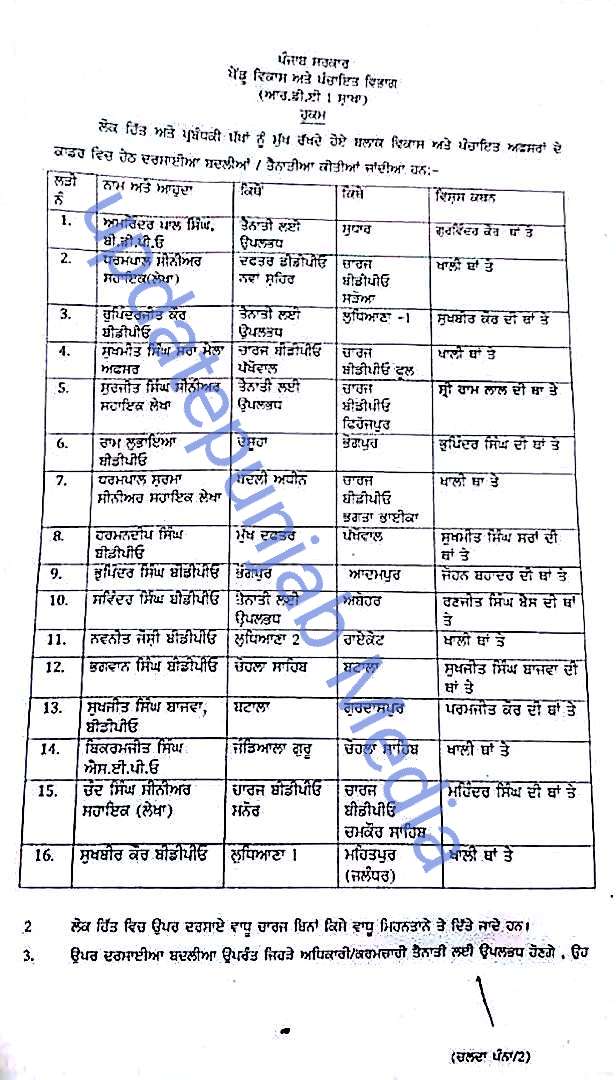 ਪੰਜਾਬ ਸਰਕਾਰ
ਪੇਂਡੂ ਵਿਕਾਸ ਅਤੇ ਪੰਚਾਇਤ ਵਿਭਾਗ
(ਆਰ.ਡੀ.ਈ 1 ਸ਼ਾਖਾ)
ਹੁਕਮ
ਲੋਕ ਹਿੱਤ ਅਤੇ ਪ੍ਰਬੰਧਕੀ ਪੱਖਾਂ ਨੂੰ ਮੁੱਖ ਰੱਖਦੇ ਹੋਏ ਬਲਾਕ ਵਿਕਾਸ ਅਤੇ ਪੰਚਾਇਤ ਅਫਸਰਾਂ ਦੇ
ਕਾਡਰ ਵਿਚ ਹੇਠ ਦਰਸਾਈਆ ਬਦਲੀਆਂ / ਤੈਨਾਤੀਆ ਕੀਤੀਆਂ ਜਾਂਦੀਆ ਹਨ:-
ਲੜੀ ਨਾਮ ਅਤੇ ਆਹੁਦਾ ਕਿਥੋਂ ਕਿਥੇ ਵਿਸ਼ੇਸ਼ ਕਥਨ
ਨੰ
1. ਅਮਰਿੰਦਰ ਪਾਲ ਸਿੰਘ, ਤੈਨਾਤੀ ਲਈ ਸੁਧਾਰ ਗੁਰਵਿੰਦਰ ਕੌਰ ਥਾਂ ਤੇ
ਬੀ.ਡੀ.ਪੀ.ਓ ਉਪਲਭਧ
2. ਧਰਮਪਾਲ ਸੀਨੀਅਰ ਦਫਤਰ ਡੀਡੀਪੀਓ ਚਾਰਜ ਖਾਲੀ ਥਾਂ ਤੇ
ਸਹਾਇਕ(ਲੇਖਾ) ਨਵਾ ਸ਼ਹਿਰ ਬੀਡੀਪੀਓ
ਸੜੋਆ
3. ਰੁਪਿੰਦਰਜੀਤ ਕੌਰ ਤੈਨਾਤੀ ਲਈ ਲੁਧਿਆਣਾ -1 ਸੁਖਬੀਰ ਕੌਰ ਦੀ ਥਾਂ ਤੇ
ਬੀਡੀਪੀਓ ਉਪਲਭਧ
4. ਸੁਖਮੀਤ ਸਿੰਘ ਸਰਾਂ ਮੇਲਾ ਚਾਰਜ ਬੀਡੀਪੀਓ ਚਾਰਜ ਖਾਲੀ ਥਾਂ ਤੇ
ਅਫਸਰ ਪੱਖੋਵਾਲ ਬੀਡੀਪੀਓ ਫੂਲ
5. ਸੁਰਜੀਤ ਸਿੰਘ ਸੀਨੀਅਰ ਤੈਨਾਤੀ ਲਈ ਚਾਰਜ ਸ਼੍ਰੀ ਰਾਮ ਲਾਲ ਦੀ ਥਾ ਤੇ
ਸਹਾਇਕ ਲੇਖਾ ਉਪਲਭਧ ਬੀਡੀਪੀਓ
ਫਿਰੋਜਪੁਰ
6. ਰਾਮ ਲੁਭਾਇਆ ਦਸੂਹਾ ਭੋਗਪੁਰ ਭੁਪਿੰਦਰ ਸਿੰਘ ਦੀ ਥਾਂ ਤੇ
ਬੀਡੀਪੀਓ
7. ਧਰਮਪਾਲ ਸ਼ਰਮਾ ਬਦਲੀ ਅਧੀਨ ਚਾਰਜ ਖਾਲੀ ਥਾ ਤੇ
ਸੀਨੀਅਰ ਸਹਾਇਕ ਲੇਖਾ ਬੀਡੀਪੀਓ
ਭਗਤਾ ਭਾਈਕਾ
8. ਹਰਮਨਦੀਪ ਸਿੰਘ ਮੁੱਖ ਦਫਤਰ ਪੱਖੋਵਾਲ ਸੁਖਮੀਤ ਸਿੰਘ ਸਰਾਂ ਦੀ
ਬੀਡੀਪੀਓ ਥਾਂ ਤੇ
9. ਭੁਪਿੰਦਰ ਸਿੰਘ ਬੀਡੀਪੀਓ ਭੋਗਪੁਰ ਆਦਮਪੁਰ ਜੋਹਨ ਬਹਾਦਰ ਦੀ ਥਾਂ ਤੇ
10. ਸਵਿੰਦਰ ਸਿੰਘ ਬੀਡੀਪੀਓ ਤੈਨਾਤੀ ਲਈ ਅਬੋਹਰ ਰਣਜੀਤ ਸਿੰਘ ਬੈਂਸ ਦੀ ਥਾਂ
ਉਪਲਭਧ ਤੇ
11. ਨਵਨੀਤ ਜੋਸ਼ੀ ਬੀਡੀਪੀਓ ਲੁਧਿਆਣਾ 2 ਰਾਏਕੋਟ ਖਾਲੀ ਥਾਂ ਤੇ
12. ਭਗਵਾਨ ਸਿੰਘ ਬੀਡੀਪੀਓ ਚੋਹਲਾ ਸਾਹਿਬ ਬਟਾਲਾ ਸੁਖਜੀਤ ਸਿੰਘ ਬਾਜਵਾ ਦੀ
ਥਾਂ ਤੇ
13. ਸੁਖਜੀਤ ਸਿੰਘ ਬਾਜਵਾ, ਬਟਾਲਾ ਗੁਰਦਾਸਪੁਰ ਪਰਮਜੀਤ ਕੌਰ ਦੀ ਥਾਂ ਤੇ
ਬੀਡੀਪੀਓ
14. ਬਿਕਰਮਜੀਤ ਸਿੰਘ ਜੰਡਿਆਲਾ ਗੁਰੂ ਚੋਹਲਾ ਸਾਹਿਬ ਖਾਲੀ ਥਾਂ ਤੇ
ਐਸ.ਈ.ਪੀ.ਓ
15. ਚੰਦ ਸਿੰਘ ਸੀਨੀਅਰ ਚਾਰਜ ਬੀਡੀਪੀਓ ਚਾਰਜ ਮਹਿੰਦਰ ਸਿੰਘ ਦੀ ਥਾਂ ਤੇ
ਸਹਾਇਕ (ਲੇਖਾ) ਸਨੋਰ ਬੀਡੀਪੀਓ
ਚਮਕੌਰ ਸਾਹਿਬ
16. ਸੁਖਬੀਰ ਕੌਰ ਬੀਡੀਪੀਓ ਲੁਧਿਆਣਾ 1 ਮਹਿਤਪੁਰ ਖਾਲੀ ਥਾਂ ਤੇ
(ਜਲੰਧਰ)
2 ਲੋਕ ਹਿੱਤ ਵਿਚ ਉਪਰ ਦਰਸਾਏ ਵਾਧੂ ਚਾਰਜ ਬਿਨਾਂ ਕਿਸੇ ਵਾਧੂ ਮਿਹਨਤਾਨੇ ਤੇ ਦਿੱਤੇ ਜਾਦੇ ਹਨ।
3. ਉਪਰ ਦਰਸਾਈਆ ਬਦਲੀਆ ਉਪਰੰਤ ਜਿਹੜੇ ਅਧਿਕਾਰੀ/ਕਰਮਚਾਰੀ ਤੈਨਾਤੀ ਲਈ ਉਪਲਭਧ ਹੋਣਗੇ , ਉਹ
(ਚਲਦਾ ਪੰਨਾ/2)
updatepunjab Media